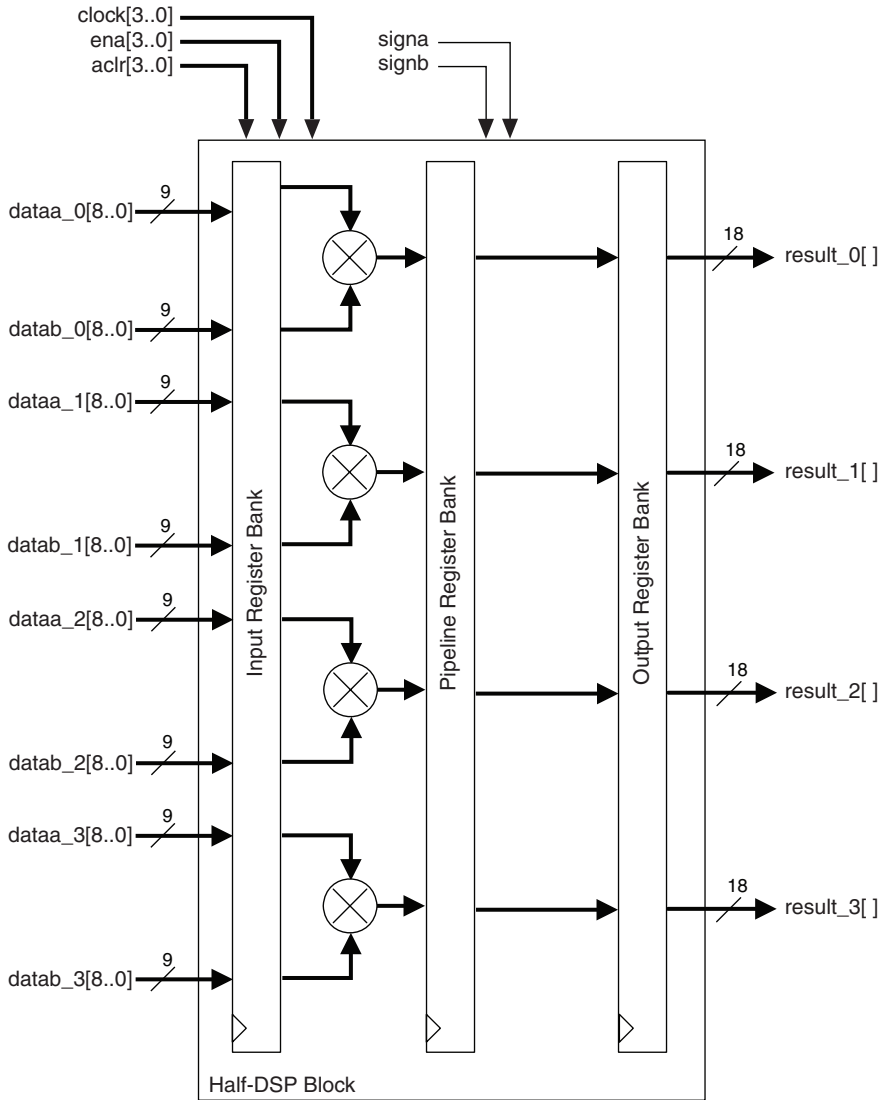 clock[3..0]
ena[3..0]
aclr[3..0]
signa
signb
9
dataa_0[8..0]
9
datab_0[8..0]
9
dataa_1[8..0]
9
datab_1[8..0]
9
dataa_2[8..0]
9
datab_2[8..0]
9
dataa_3[8..0]
9
datab_3[8..0]
Input Register Bank
Pipeline Register Bank
Output Register Bank
18
result_0[ ]
18
result_1[ ]
18
result_2[ ]
18
result_3[ ]
Half-DSP Block